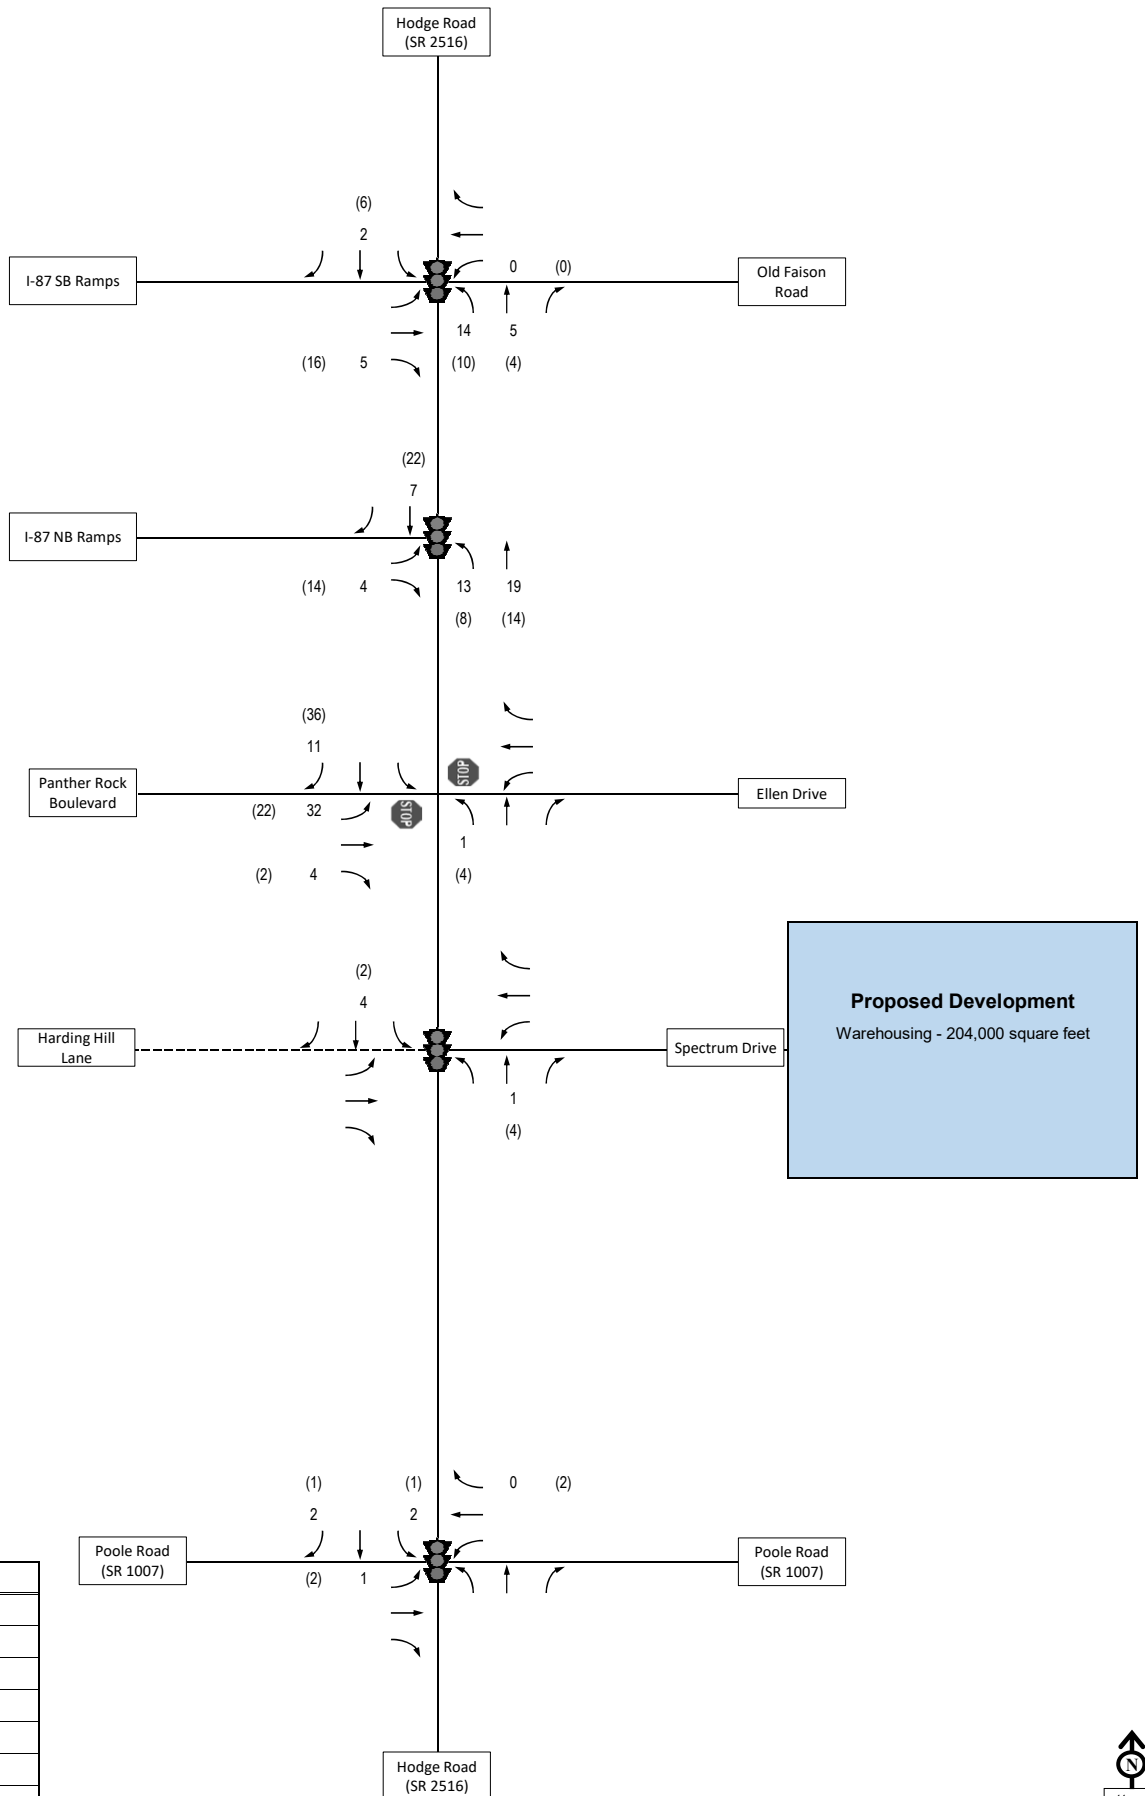 Hodge Road
(SR 2516)
(6)
2
I-87 SB Ramps
0 (0)
Old Faison
Road
14 5
(16) 5 (10) (4)
(22)
7
I-87 NB Ramps
(14) 4 13 19
(8) (14)
(36)
11
STOP
Panther Rock
Boulevard
Ellen Drive
(22) 32
STOP
1
(2) 4 (4)
Proposed Development
Warehousing - 204,000 square feet
(2)
4
Harding Hill
Lane
Spectrum Drive
1
(4)
(1) (1) 0 (2)
2 2
Poole Road
(SR 1007)
Poole Road
(SR 1007)
(2) 1
N
Hodge Road
(SR 2516)